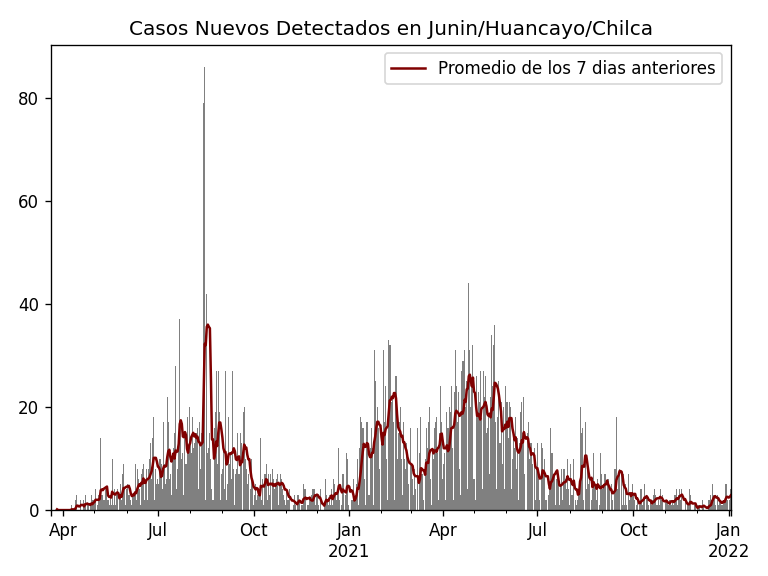 Casos Nuevos Detectados en Junin/Huancayo/Chilca
Promedio de los 7 dias anteriores
80
60
40
20
0
Apr Jul Oct Jan Apr Jul Oct Jan
2021 2022